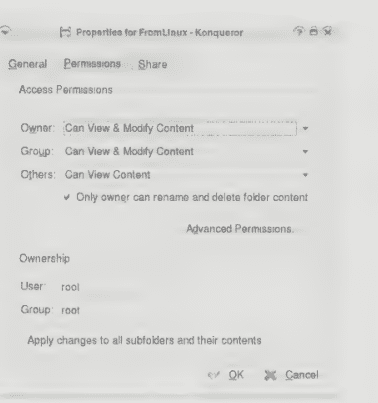 Properties for FromLinux - Konqueror
General Permissions Share
Access Permissions
Owner: Can View & Modify Content
Group: Can View & Modify Content
Others: Can View Content
Only owner can rename and delete folder content
Advanced Permissions.
Ownership
User: root
Group: root
Apply changes to all subfolders and their contents
OK Cancel